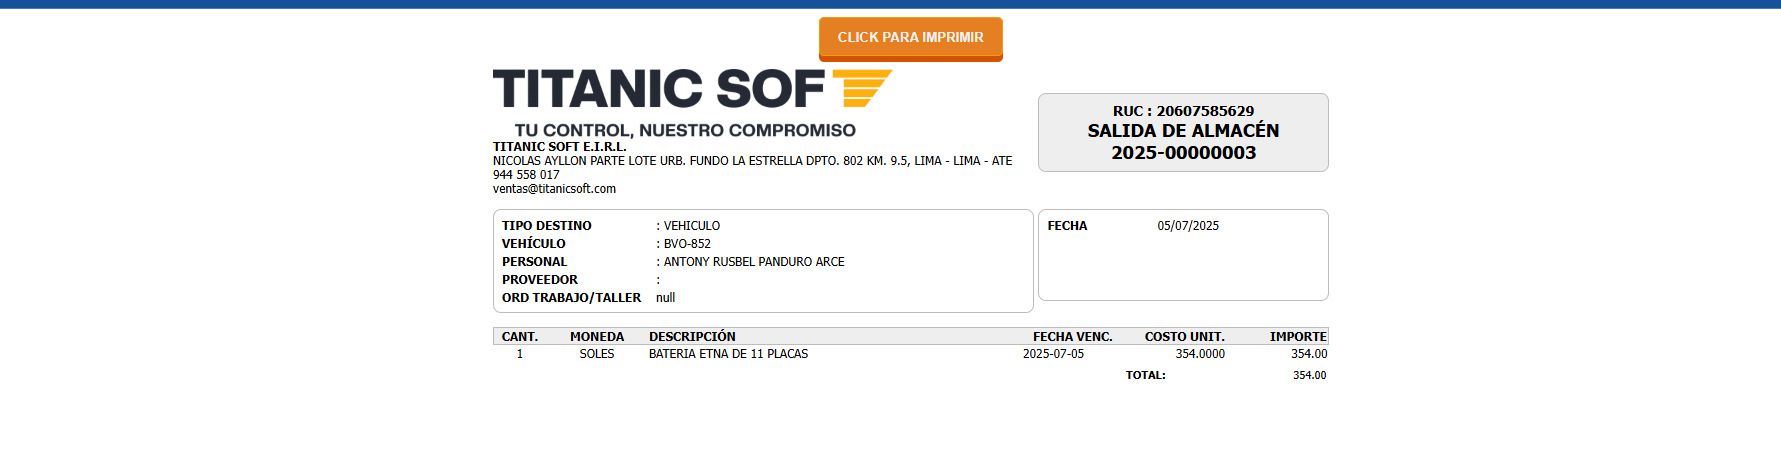 CLICK PARA IMPRIMIR
TITANIC SOF
TU CONTROL, NUESTRO COMPROMISO
TITANIC SOFT E.I.R.L.
NICOLAS AYLLON PARTE LOTE URB. FUNDO LA ESTRELLA DPTO. 802 KM. 9.5, LIMA - LIMA - ATE
944 558 017
ventas@titanicsoft.com
RUC : 20607585629
SALIDA DE ALMACÉN
2025-00000003
TIPO DESTINO : VEHICULO
VEHÍCULO : BVO-852
PERSONAL : ANTONY RUSBEL PANDURO ARCE
PROVEEDOR :
ORD TRABAJO/TALLER null
FECHA 05/07/2025
CANT. MONEDA DESCRIPCIÓN FECHA VENC. COSTO UNIT. IMPORTE
1 SOLES BATERIA ETNA DE 11 PLACAS 2025-07-05 354.0000 354.00
TOTAL: 354.00